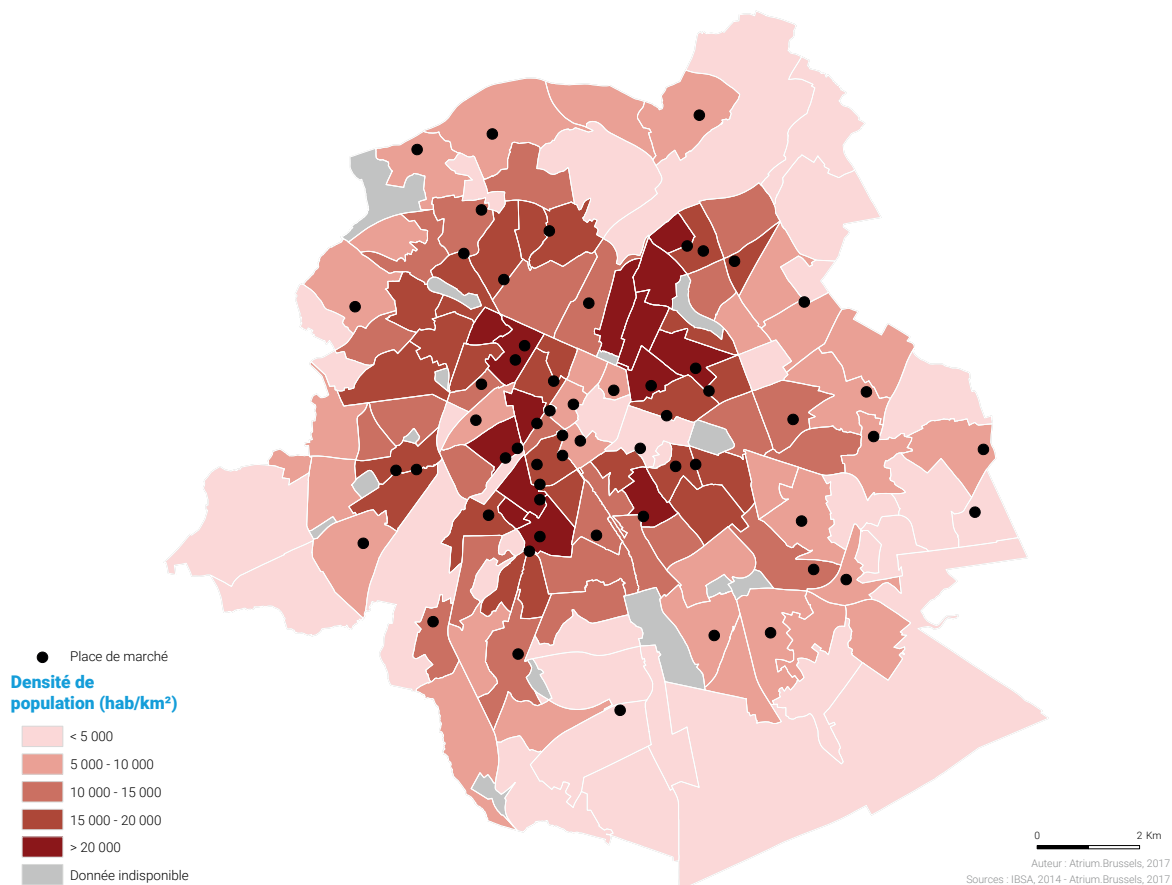 Place de marché
Densité de
population (hab/km²)
< 5 000
5 000 - 10 000
10 000 - 15 000
15 000 - 20 000
> 20 000
Donnée indisponible
0 2 Km
Auteur : Atrium.Brussels, 2017
Sources : IBSA, 2014 - Atrium.Brussels, 2017